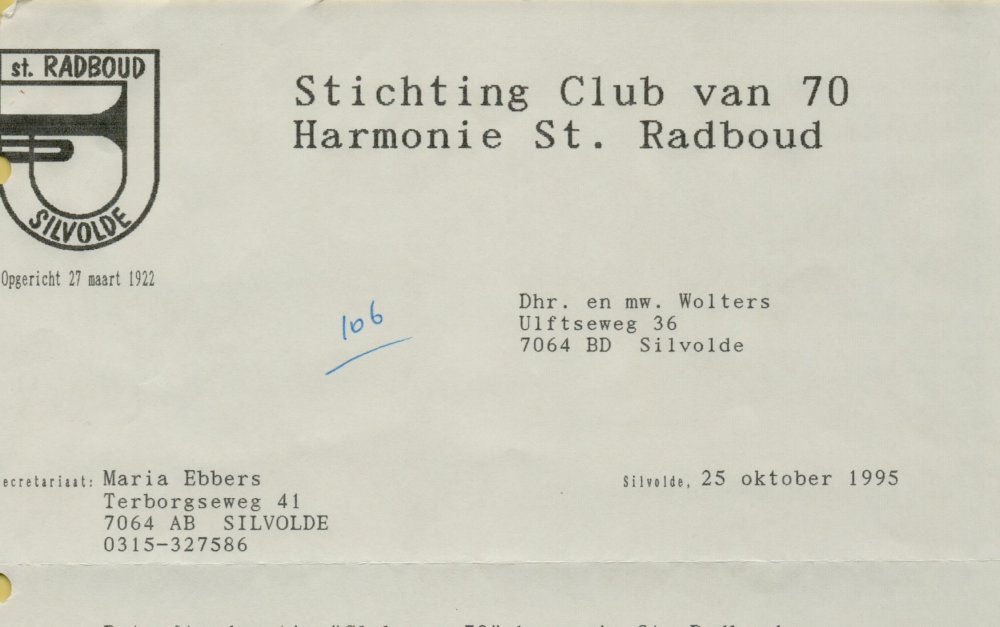 st. RADBOUD
SILVOLDE
Opgericht 27 maart 1922
Stichting Club van 70
Harmonie St. Radboud
106
Dhr. en mw. Wolters
Ulftseweg 36
7064 BD Silvolde
ecretariaat: Maria Ebbers
Terborgseweg 41
7064 AB SILVOLDE
0315-327586
Silvolde, 25 oktober 1995